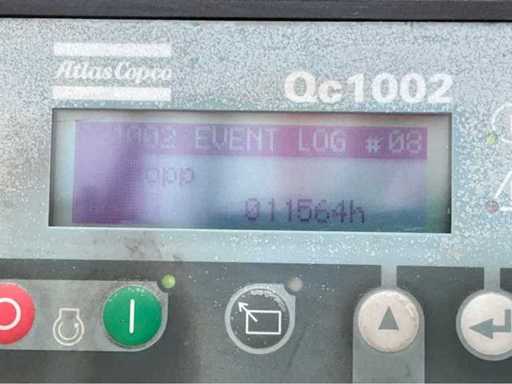 Atlas Copco
Qc1002
1002 EVENT LOG #08
opp
011564h